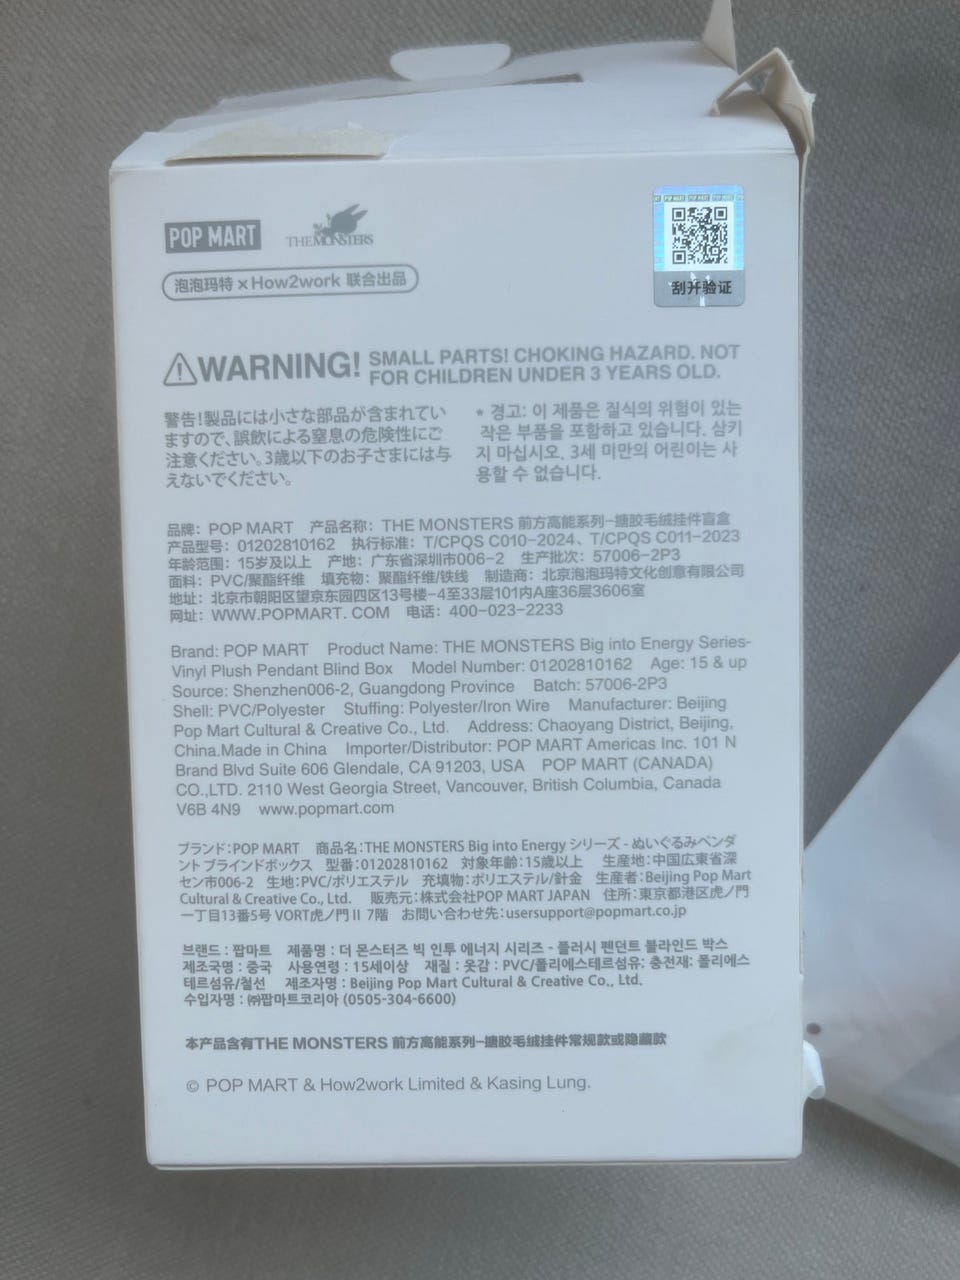 POP MART
THE MONSTERS
泡泡玛特 × How2work 联合出品
刮开验证
WARNING! SMALL PARTS! CHOKING HAZARD. NOT
FOR CHILDREN UNDER 3 YEARS OLD.
警告!製品には小さな部品が含まれてい
ますので、誤飲による窒息の危険性にご
注意ください。3歳以下のお子さまには与
えないでください。
* 경고: 이 제품은 질식의 위험이 있는
작은 부품을 포함하고 있습니다. 삼키
지 마십시오. 3세 미만의 어린이는 사
용할 수 없습니다.
品牌: POP MART 产品名称: THE MONSTERS 前方高能系列–搪胶毛绒挂件盲盒
产品型号: 01202810162 执行标准: T/CPQS C010-2024、T/CPQS C011-2023
年龄范围: 15岁及以上 产地: 广东省深圳市006-2 生产批次: 57006-2P3
面料: PVC/聚酯纤维 填充物: 聚酯纤维/铁线 制造商: 北京泡泡玛特文化创意有限公司
地址: 北京市朝阳区望京东园四区13号楼-4至33层101内A座36层3606室
网址: WWW.POPMART.COM 电话: 400-023-2233
Brand: POP MART Product Name: THE MONSTERS Big into Energy Series-
Vinyl Plush Pendant Blind Box Model Number: 01202810162 Age: 15 & up
Source: Shenzhen006-2, Guangdong Province Batch: 57006-2P3
Shell: PVC/Polyester Stuffing: Polyester/Iron Wire Manufacturer: Beijing
Pop Mart Cultural & Creative Co., Ltd. Address: Chaoyang District, Beijing,
China.Made in China Importer/Distributor: POP MART Americas Inc. 101 N
Brand Blvd Suite 606 Glendale, CA 91203, USA POP MART (CANADA)
CO.,LTD. 2110 West Georgia Street, Vancouver, British Columbia, Canada
V6B 4N9 www.popmart.com
ブランド:POP MART 商品名:THE MONSTERS Big into Energy シリーズ - ぬいぐるみペンダ
ント ブラインドボックス 型番:01202810162 対象年齢:15歳以上 生産地:中国広東省深
セン市006-2 生地:PVC/ポリエステル 充填物:ポリエステル/針金 生産者:Beijing Pop Mart
Cultural & Creative Co., Ltd. 販売元:株式会社POP MART JAPAN 住所:東京都港区虎ノ門
一丁目13番5号 VORT虎ノ門 II 7階 お問い合わせ先:usersupport@popmart.co.jp
브랜드 : 팝마트 제품명 : 더 몬스터즈 빅 인투 에너지 시리즈 - 플러시 펜던트 블라인드 박스
제조국명 : 중국 사용연령 : 15세이상 재질 : 옷감 : PVC/폴리에스테르섬유: 충전재: 폴리에스
테르섬유/철선 제조자명 : Beijing Pop Mart Cultural & Creative Co., Ltd.
수입자명 : ㈜팝마트코리아 (0505-304-6600)
本产品含有THE MONSTERS 前方高能系列–搪胶毛绒挂件常规款或隐藏款
© POP MART & How2work Limited & Kasing Lung.